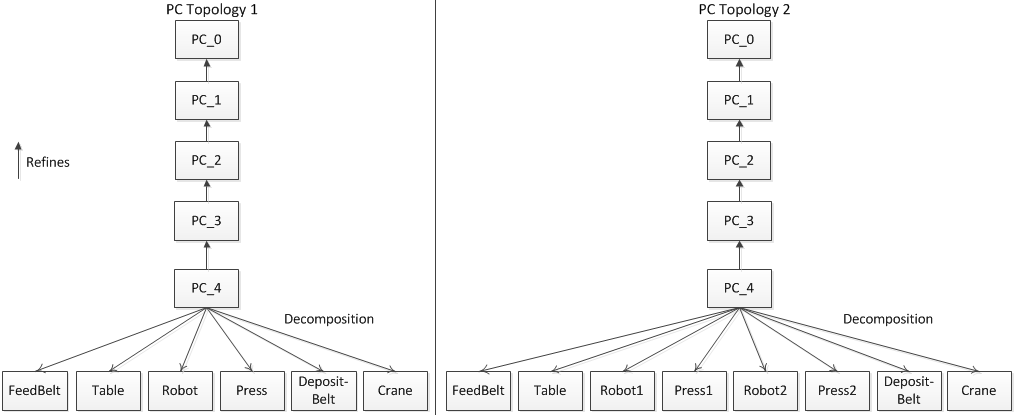 PC Topology 1
PC_0
PC_1
PC_2
Refines
PC_3
PC_4
Decomposition
FeedBelt
Table
Robot
Press
Deposit-
Belt
Crane
PC Topology 2
PC_0
PC_1
PC_2
PC_3
PC_4
Decomposition
FeedBelt
Table
Robot1
Press1
Robot2
Press2
Deposit-
Belt
Crane